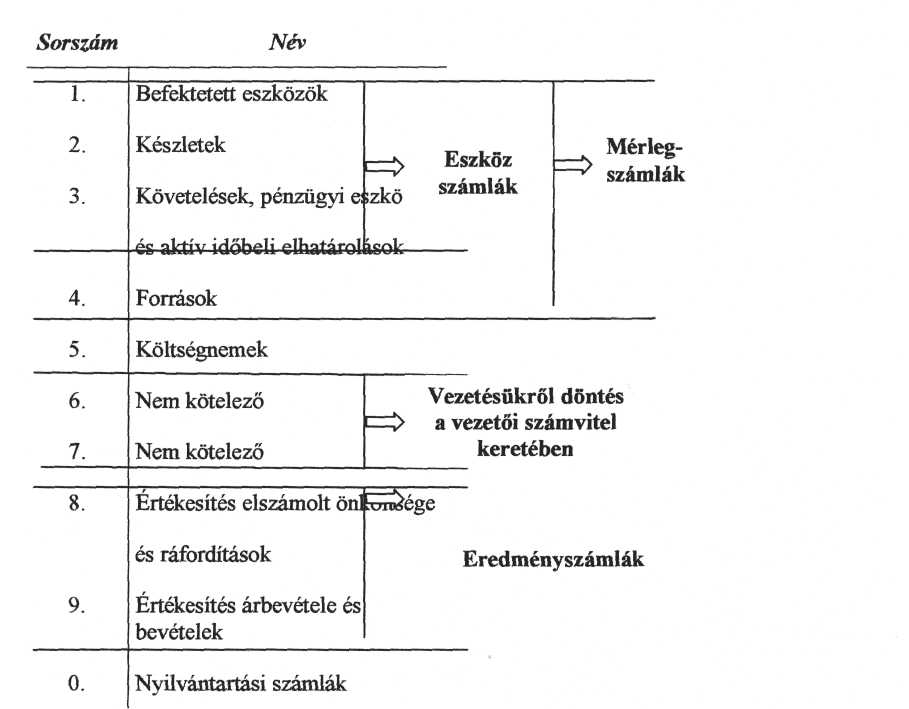 Sorszám Név
1. Befektetett eszközök
2. Készletek
Eszköz
számlák
Mérleg-
számlák
3. Követelések, pénzügyi eszkö
és aktív időbeli elhatárolások
4. Források
5. Költségnemek
6. Nem kötelező
7. Nem kötelező
Vezetésükről döntés
a vezetői számvitel
keretében
8. Értékesítés elszámolt
és ráfordítások
Eredményszámlák
9. Értékesítés árbevétele és
bevételek
0. Nyilvántartási számlák